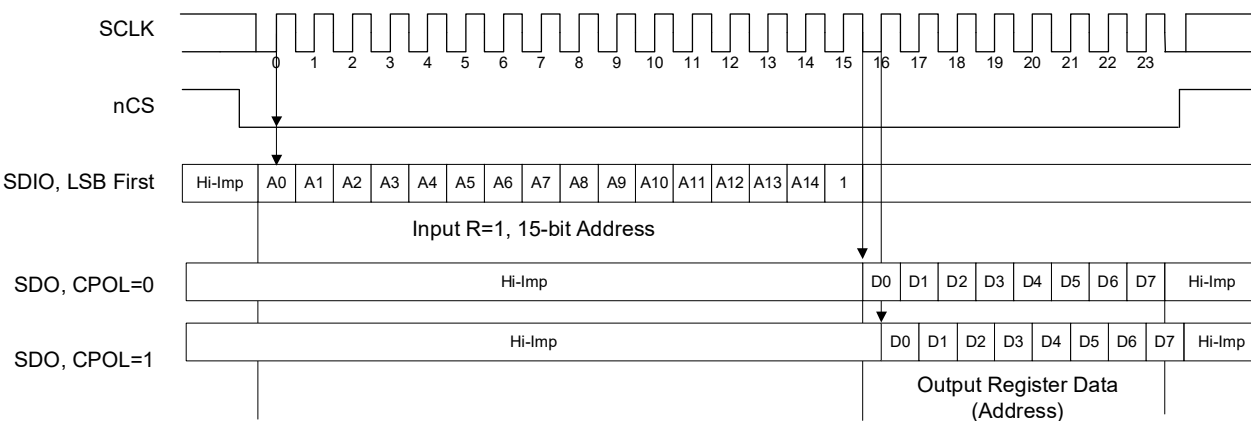 SCLK
0 1 2 3 4 5 6 7 8 9 10 11 12 13 14 15 16 17 18 19 20 21 22 23
nCS
SDIO, LSB First
Hi-Imp A0 A1 A2 A3 A4 A5 A6 A7 A8 A9 A10 A11 A12 A13 A14 1
Input R=1, 15-bit Address
SDO, CPOL=0
Hi-Imp D0 D1 D2 D3 D4 D5 D6 D7 Hi-Imp
SDO, CPOL=1
Hi-Imp D0 D1 D2 D3 D4 D5 D6 D7 Hi-Imp
Output Register Data
(Address)